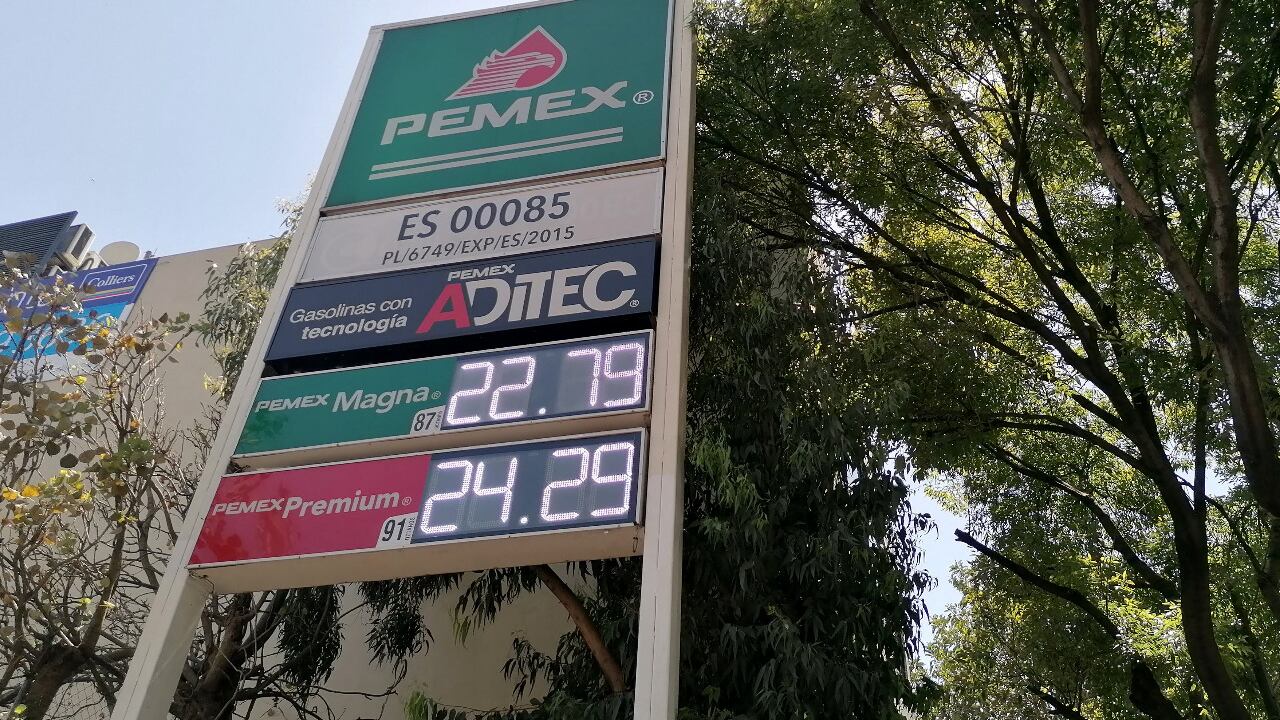 PEMEX®
ES 00085
PL/6749/EXP/ES/2015
Gasolinas con tecnología
PEMEX
ADITEC®
PEMEX Magna® 87 22.79
PEMEX Premium® 91 24.29
Colliers